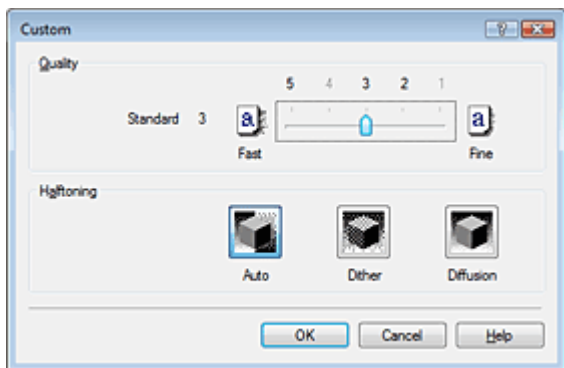 Custom
Quality
5 4 3 2 1
Standard 3
a a
Fast Fine
Halftoning
Auto Dither Diffusion
OK Cancel Help